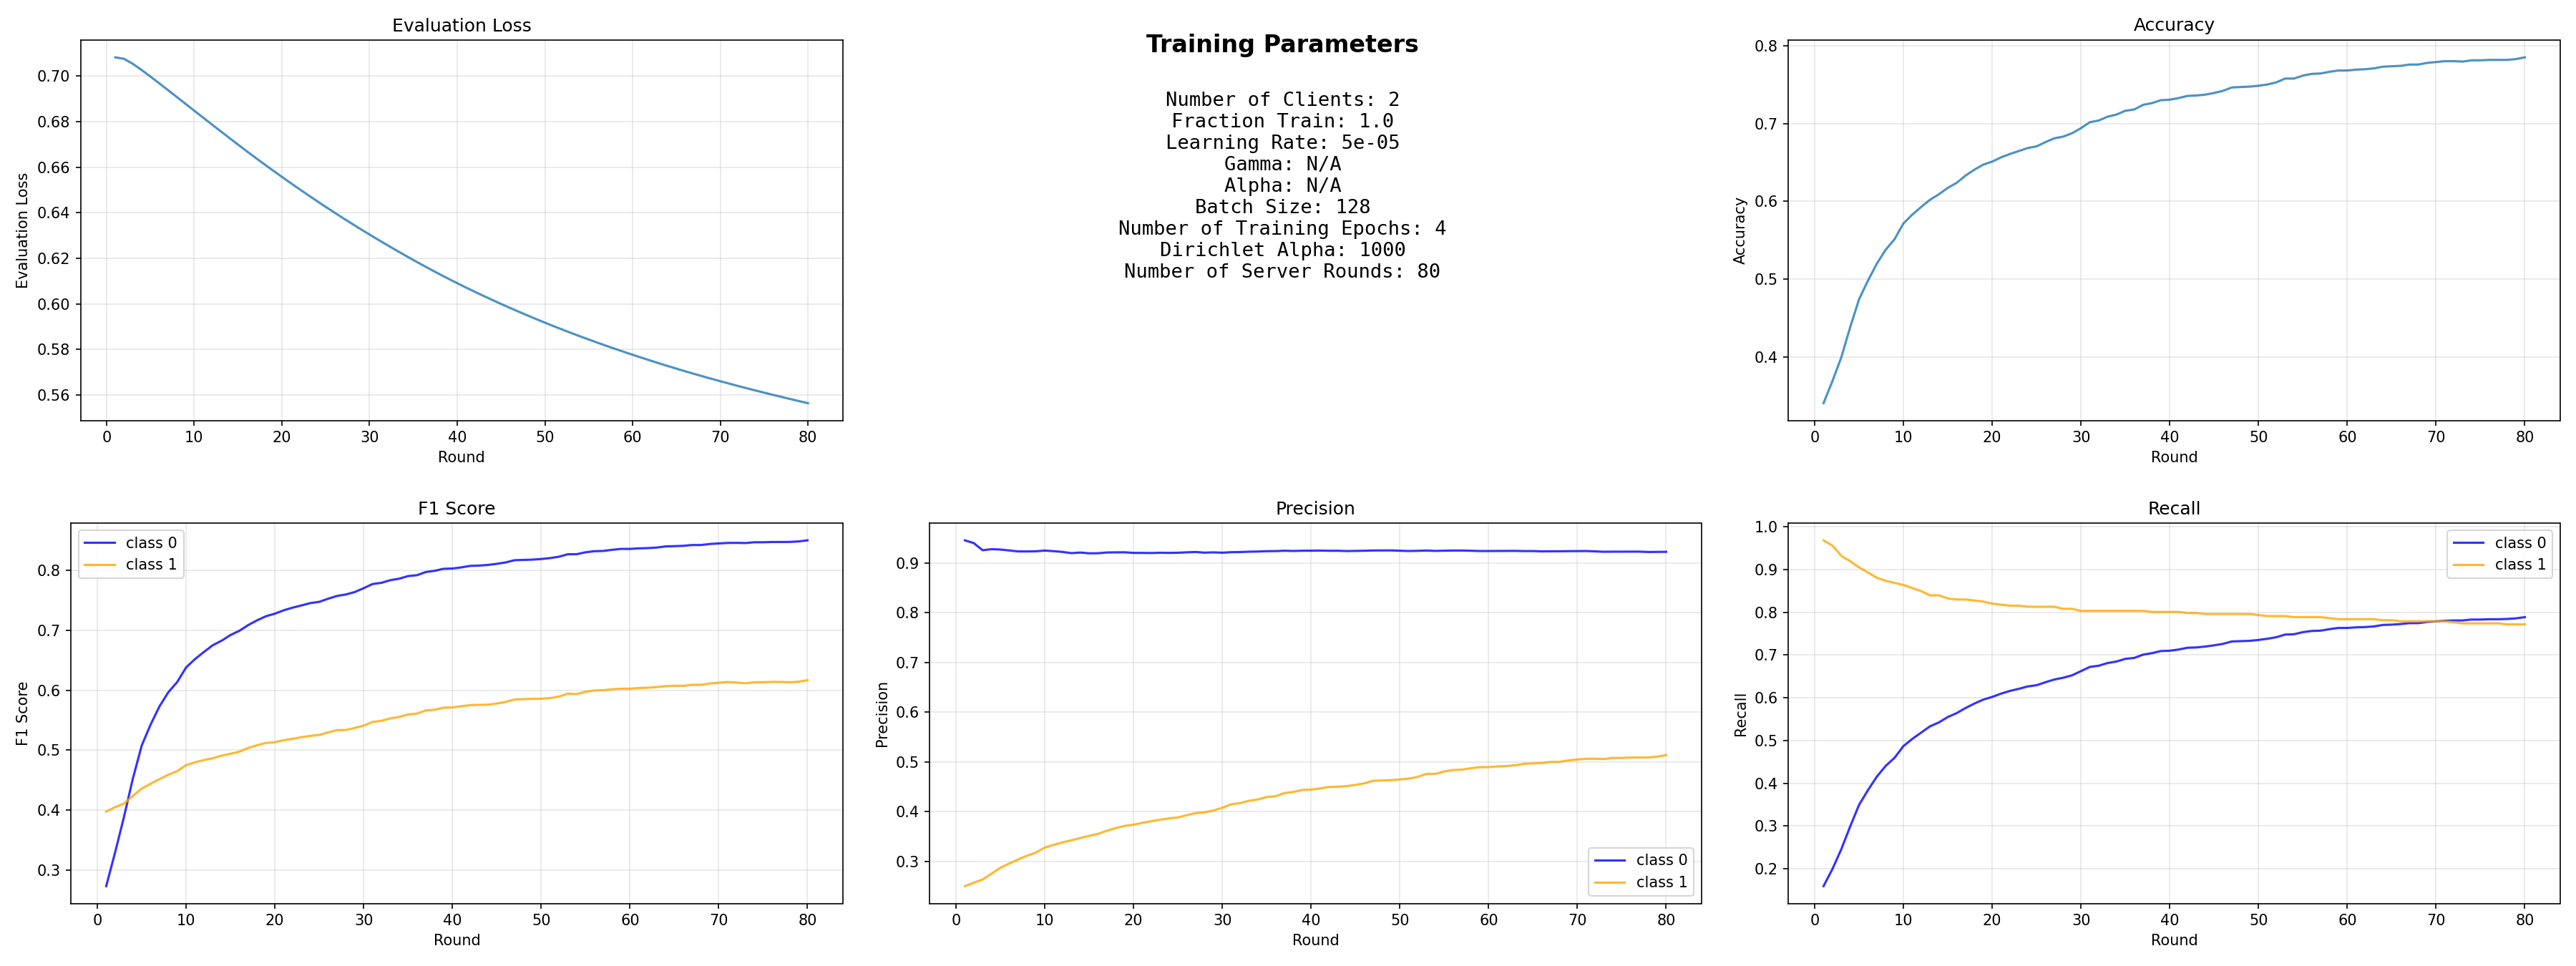 Evaluation Loss
Evaluation Loss
0.70
0.68
0.66
0.64
0.62
0.60
0.58
0.56
0 10 20 30 40 50 60 70 80
Round
Training Parameters
Number of Clients: 2
Fraction Train: 1.0
Learning Rate: 5e-05
Gamma: N/A
Alpha: N/A
Batch Size: 128
Number of Training Epochs: 4
Dirichlet Alpha: 1000
Number of Server Rounds: 80
Accuracy
Accuracy
0.8
0.7
0.6
0.5
0.4
0 10 20 30 40 50 60 70 80
Round
F1 Score
F1 Score
class 0
class 1
0.8
0.7
0.6
0.5
0.4
0.3
0 10 20 30 40 50 60 70 80
Round
Precision
Precision
0.9
0.8
0.7
0.6
0.5
0.4
0.3
class 0
class 1
0 10 20 30 40 50 60 70 80
Round
Recall
Recall
1.0
0.9
0.8
0.7
0.6
0.5
0.4
0.3
0.2
class 0
class 1
0 10 20 30 40 50 60 70 80
Round